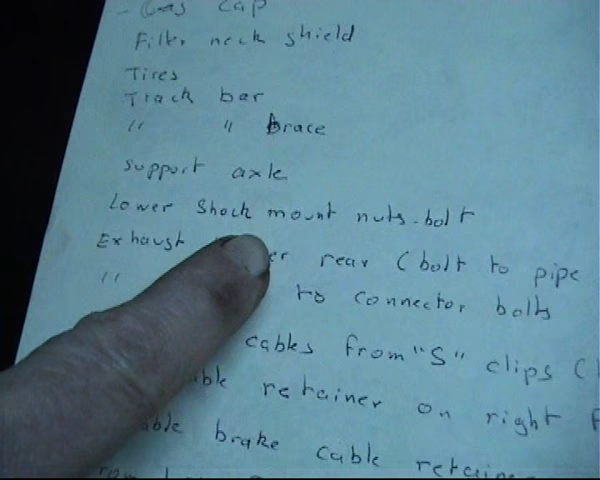 - Gas Cap
Filler neck shield
Tires
Track bar
" " brace
Support axle
Lower Shock mount nuts-bolt
Exhaust rear (bolt to pipe
" to connector bolts
cables from "S" clips (
retainer on right
brake cable